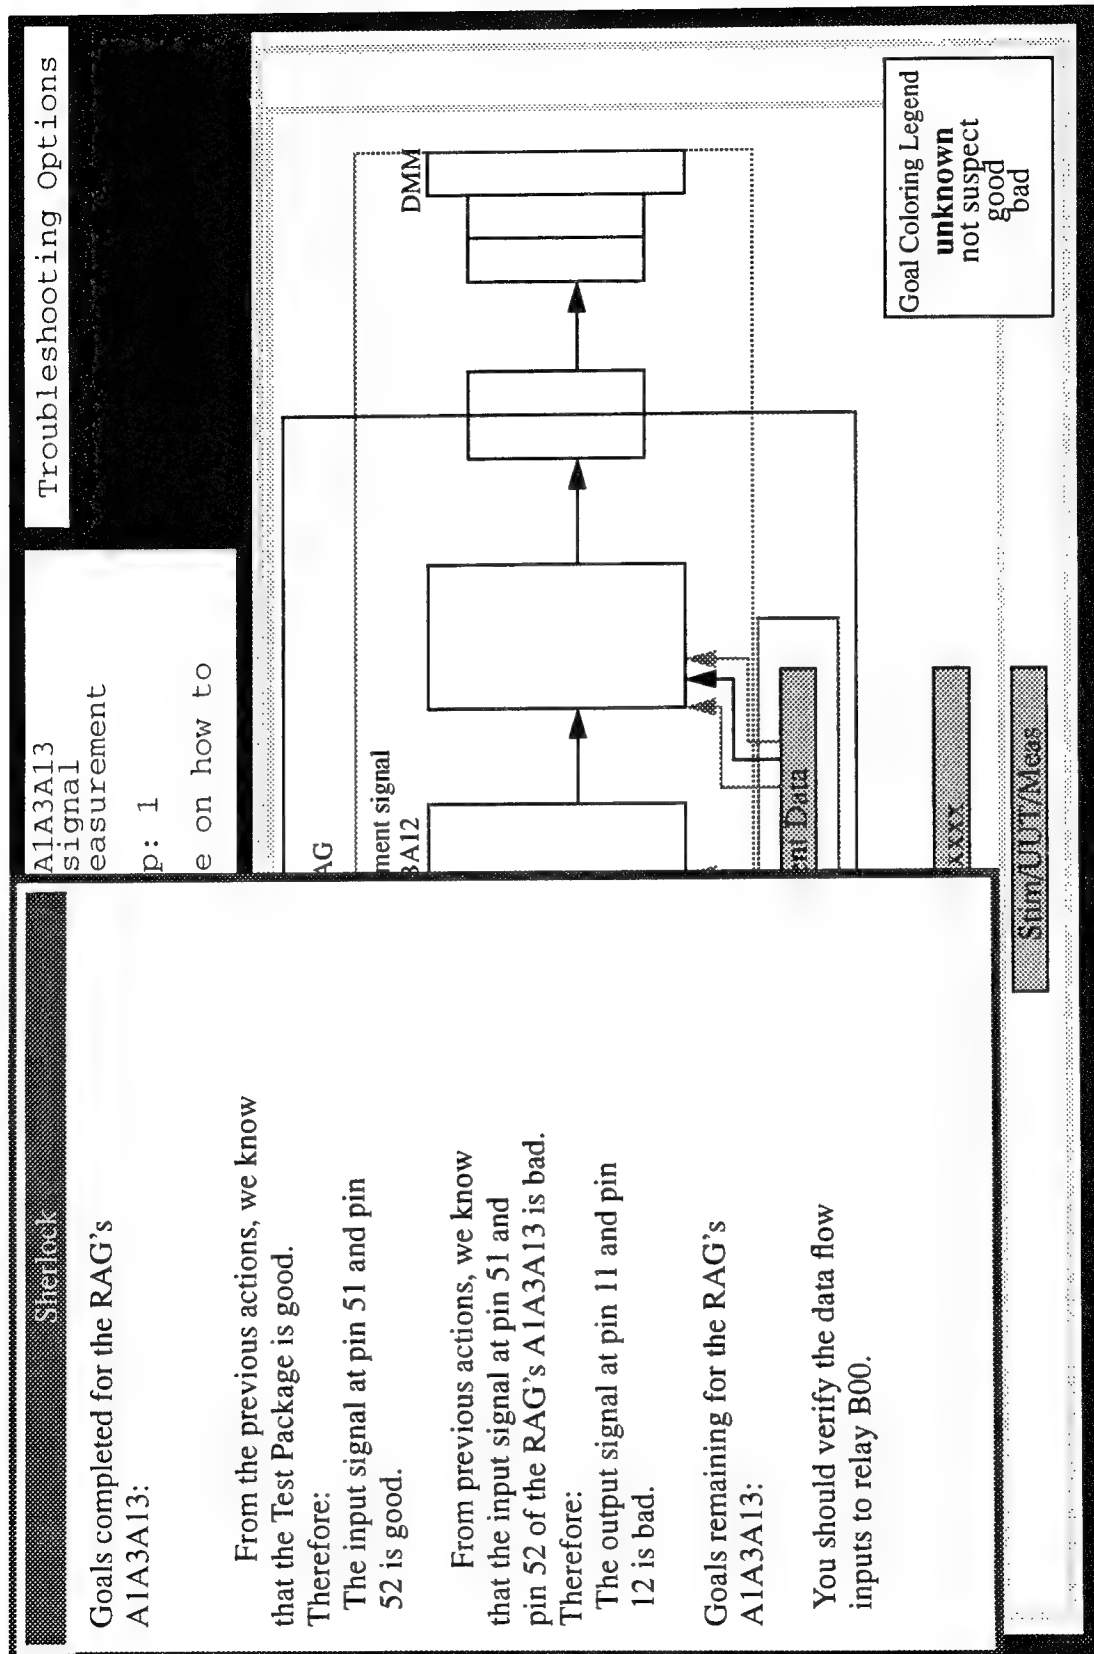 Sherlock
Goals completed for the RAG's
A1A3A13:
From the previous actions, we know
that the Test Package is good.
Therefore:
The input signal at pin 51 and pin
52 is good.
From previous actions, we know
that the input signal at pin 51 and
pin 52 of the RAG's A1A3A13 is bad.
Therefore:
The output signal at pin 11 and pin
12 is bad.
Goals remaining for the RAG's
A1A3A13:
You should verify the data flow
inputs to relay B00.
A1A3A13
signal
easurement
p: 1
e on how to
Troubleshooting Options
AG
ment signal
3A12
DMM
ent Data
xxxx
Stim/UUT/Meas
Goal Coloring Legend
unknown
not suspect
good
bad